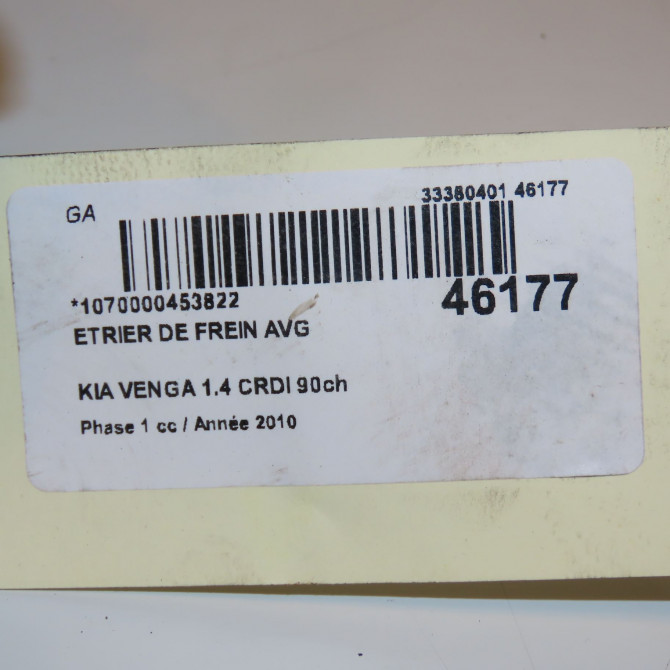 33380401 46177
GA
*1070000453822
46177
ETRIER DE FREIN AVG
KIA VENGA 1.4 CRDI 90ch
Phase 1 cc / Année 2010